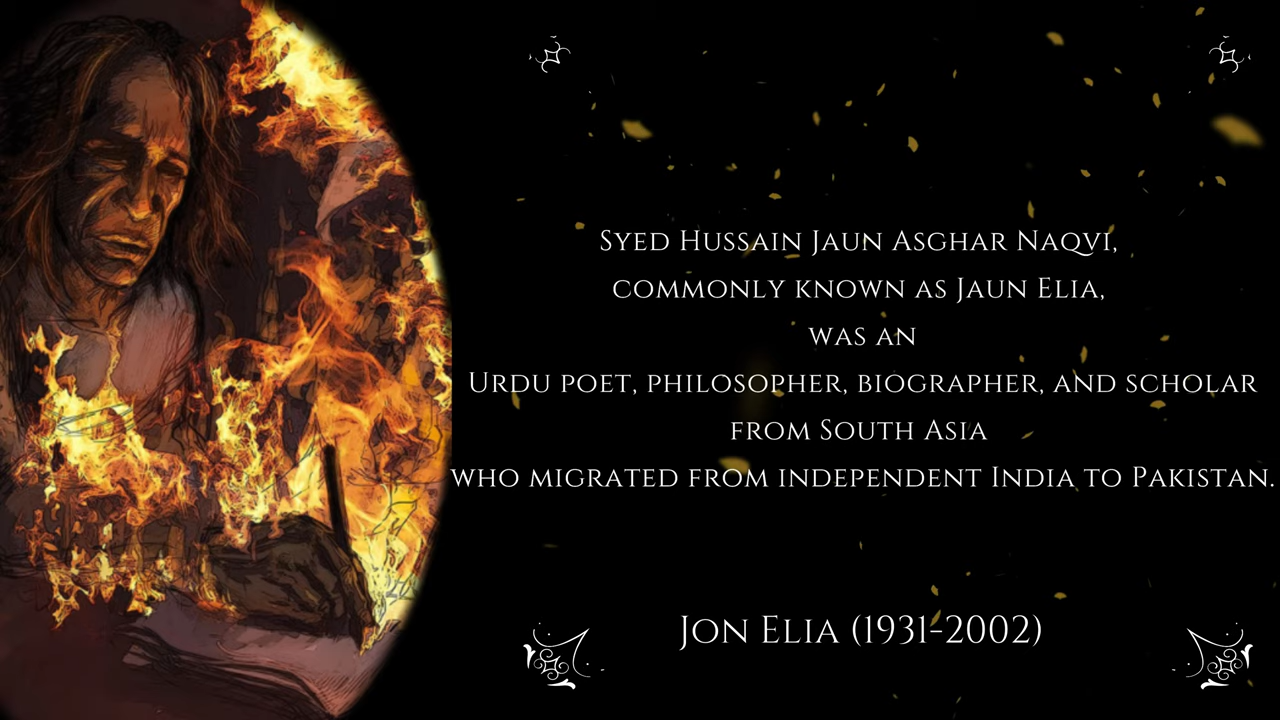 Syed Hussain Jaun Asghar Naqvi,
commonly known as Jaun Elia,
was an
Urdu poet, philosopher, biographer, and scholar
from South Asia
who migrated from independent India to Pakistan.
Jon Elia (1931-2002)